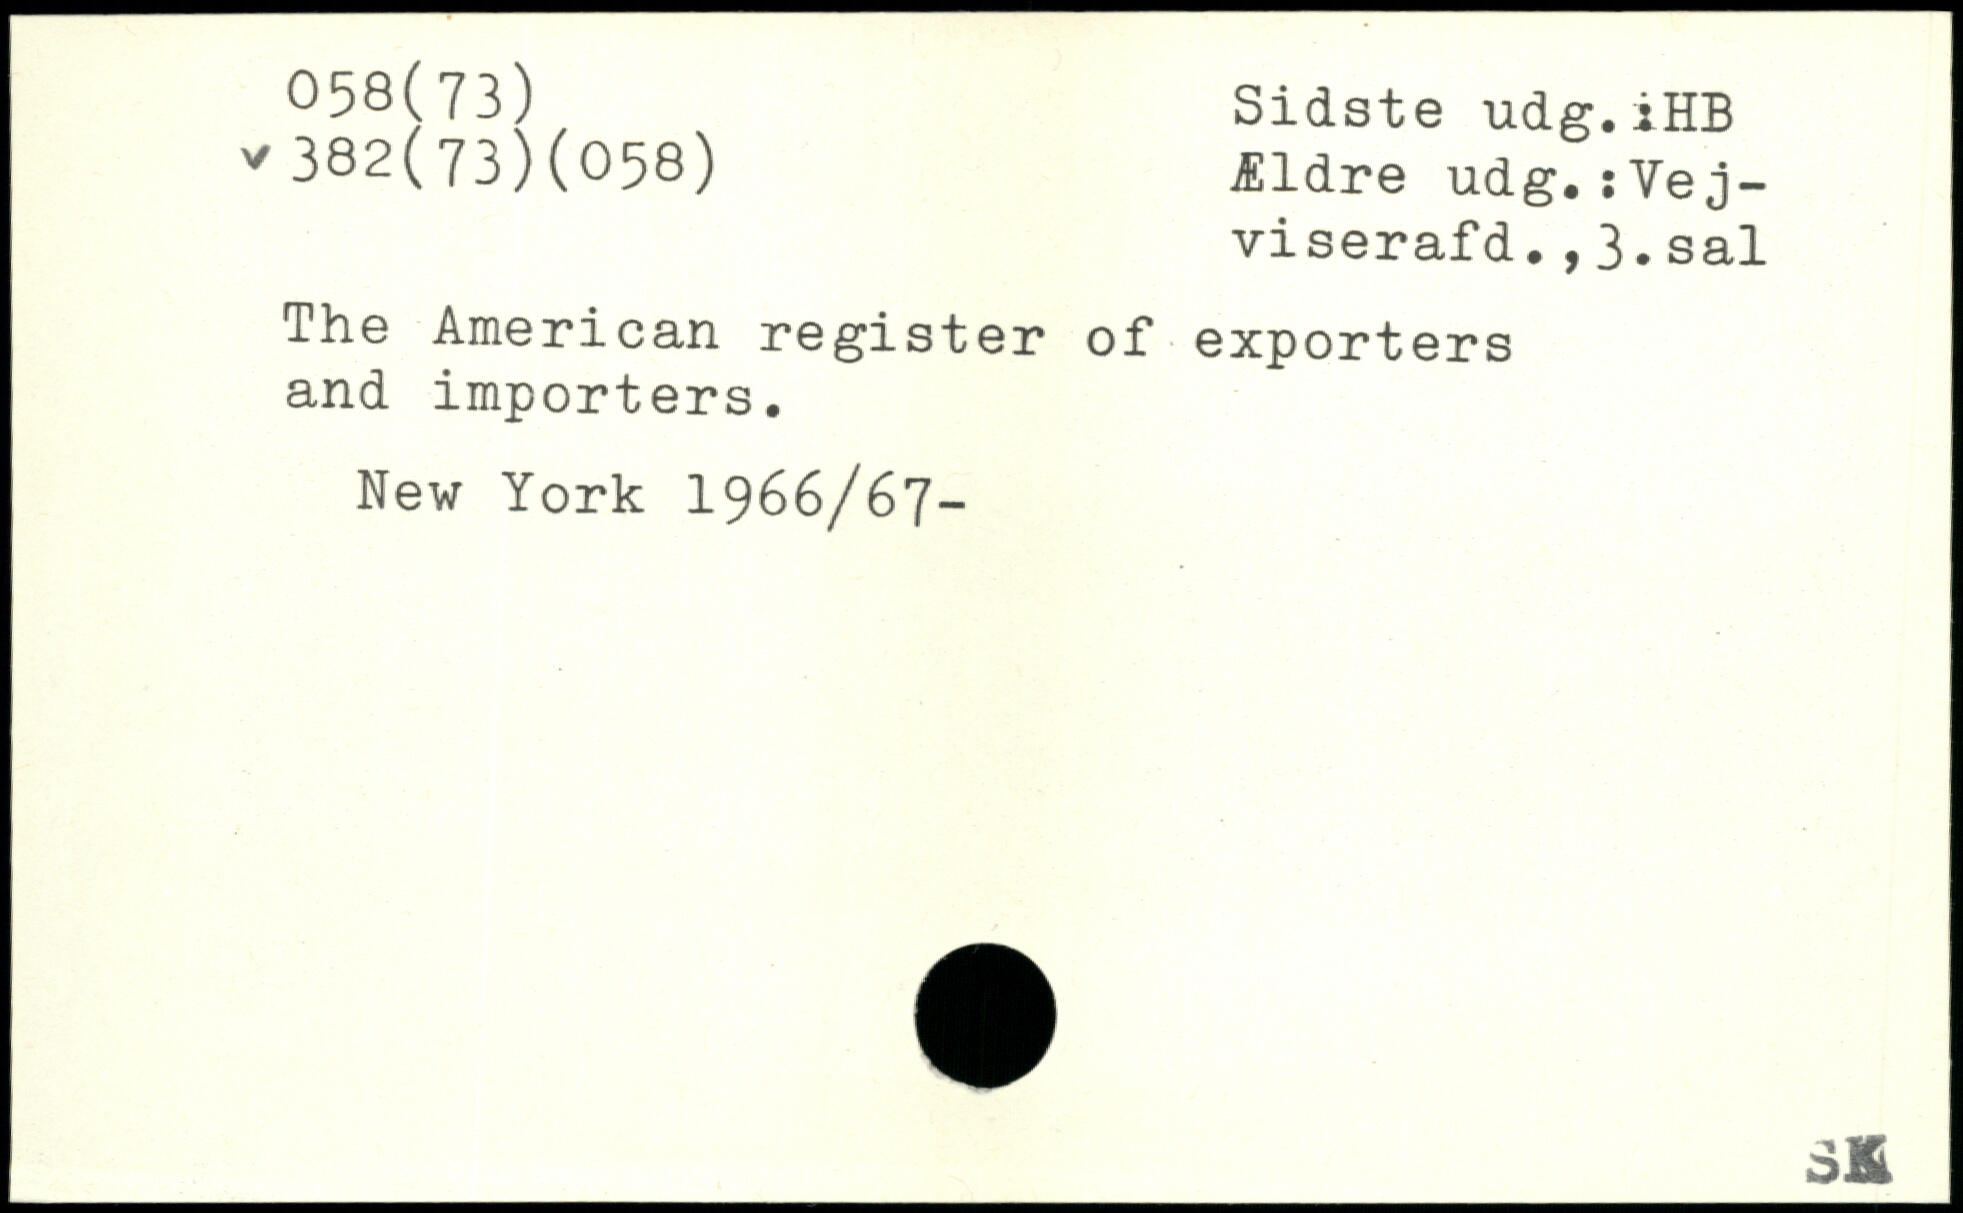 058(73)
v 382(73)(058)
Sidste udg.:HB
Ældre udg.:Vej-
viserafd.,3.sal
The American register of exporters
and importers.
New York 1966/67-
SK